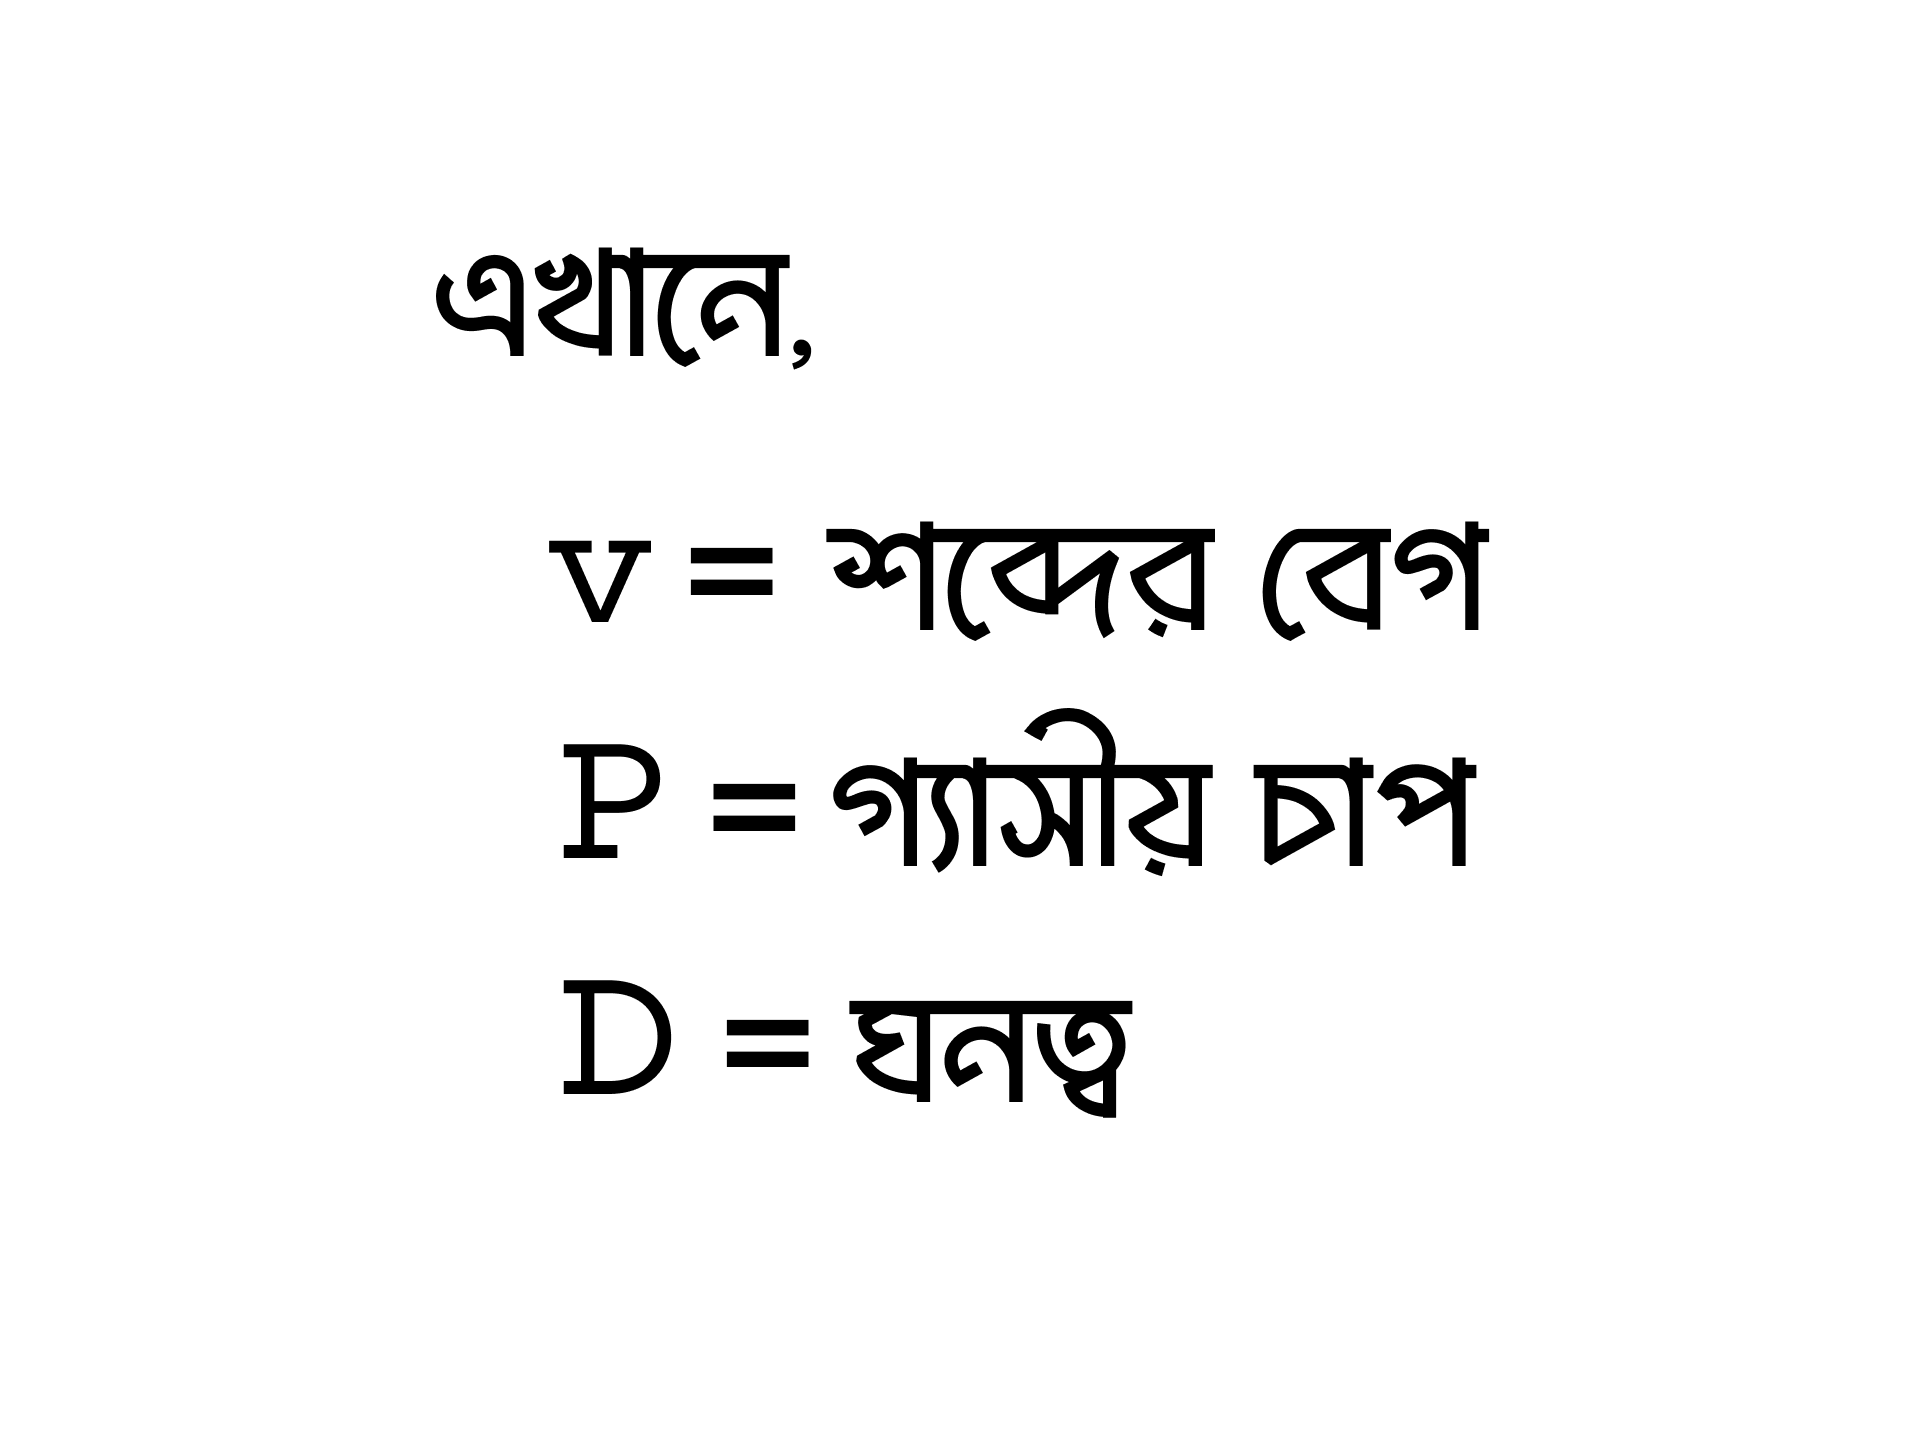 এখানে,
v = শব্দের বেগ
P = গ্যাসীয় চাপ
D = ঘনত্ব